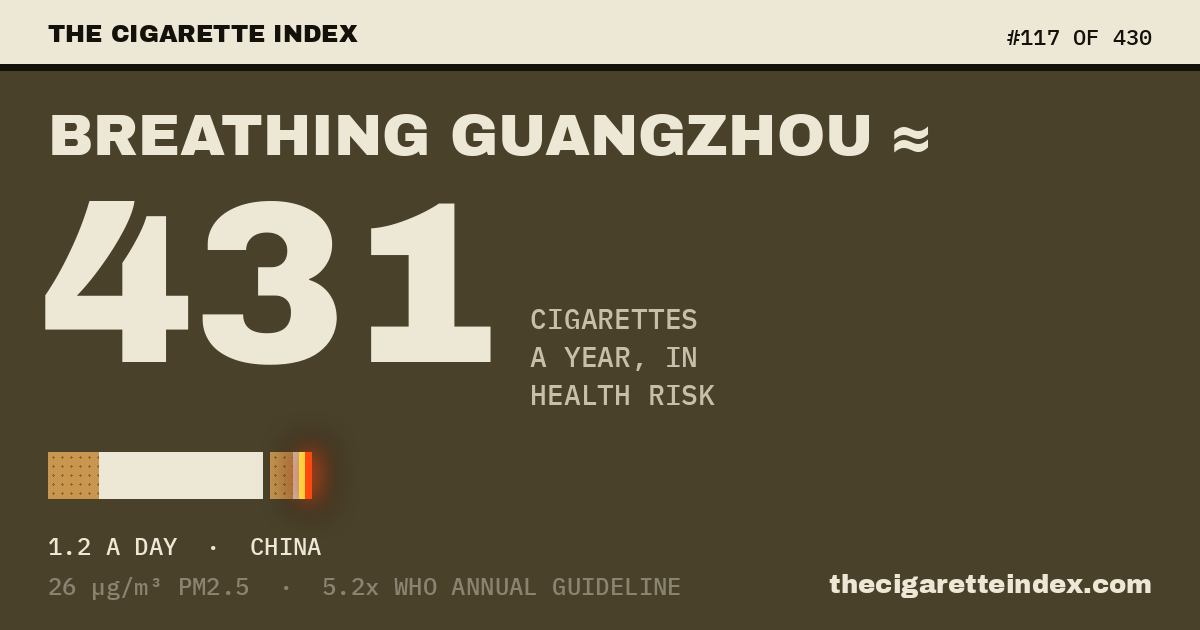 THE CIGARETTE INDEX
#117 OF 430
BREATHING GUANGZHOU ≈
431
CIGARETTES
A YEAR, IN
HEALTH RISK
1.2 A DAY · CHINA
26 µg/m³ PM2.5 · 5.2x WHO ANNUAL GUIDELINE
thecigaretteindex.com